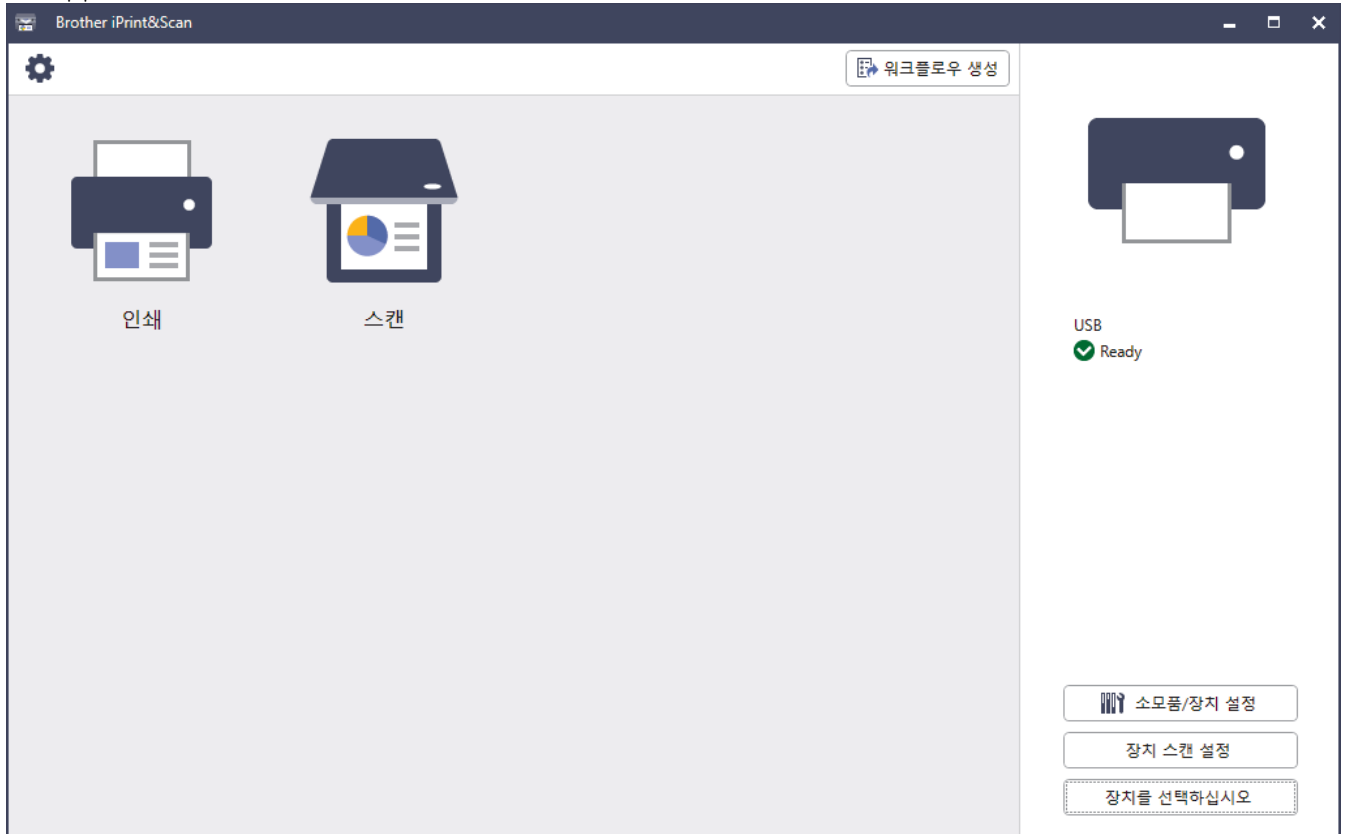 Brother iPrint&Scan
워크플로우 생성
인쇄
스캔
USB
Ready
소모품/장치 설정
장치 스캔 설정
장치를 선택하십시오